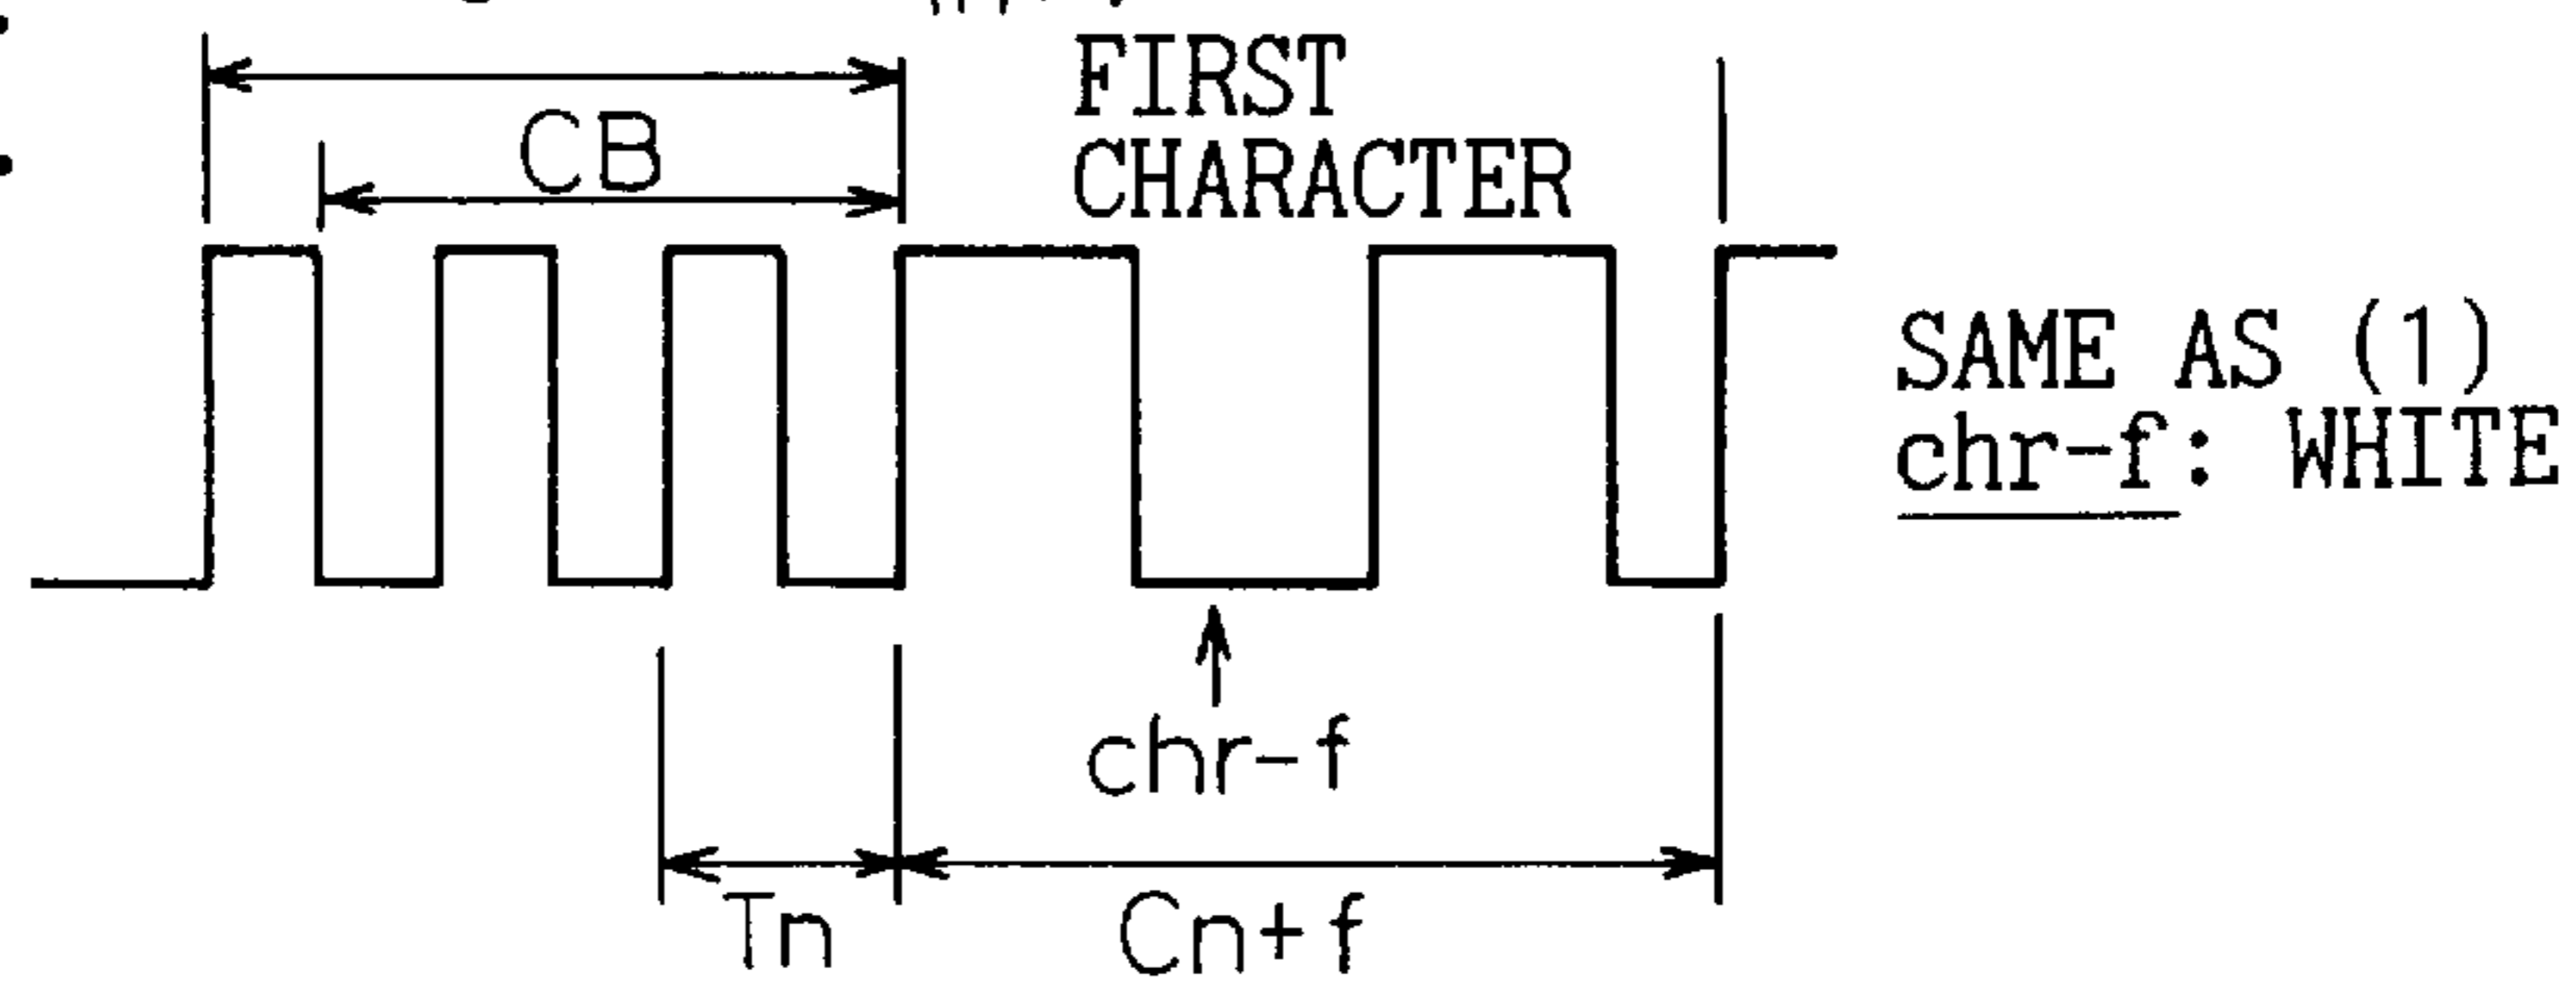 CB
FIRST
CHARACTER
SAME AS (1)
chr-f: WHITE
chr-f
Tn
Cn+f